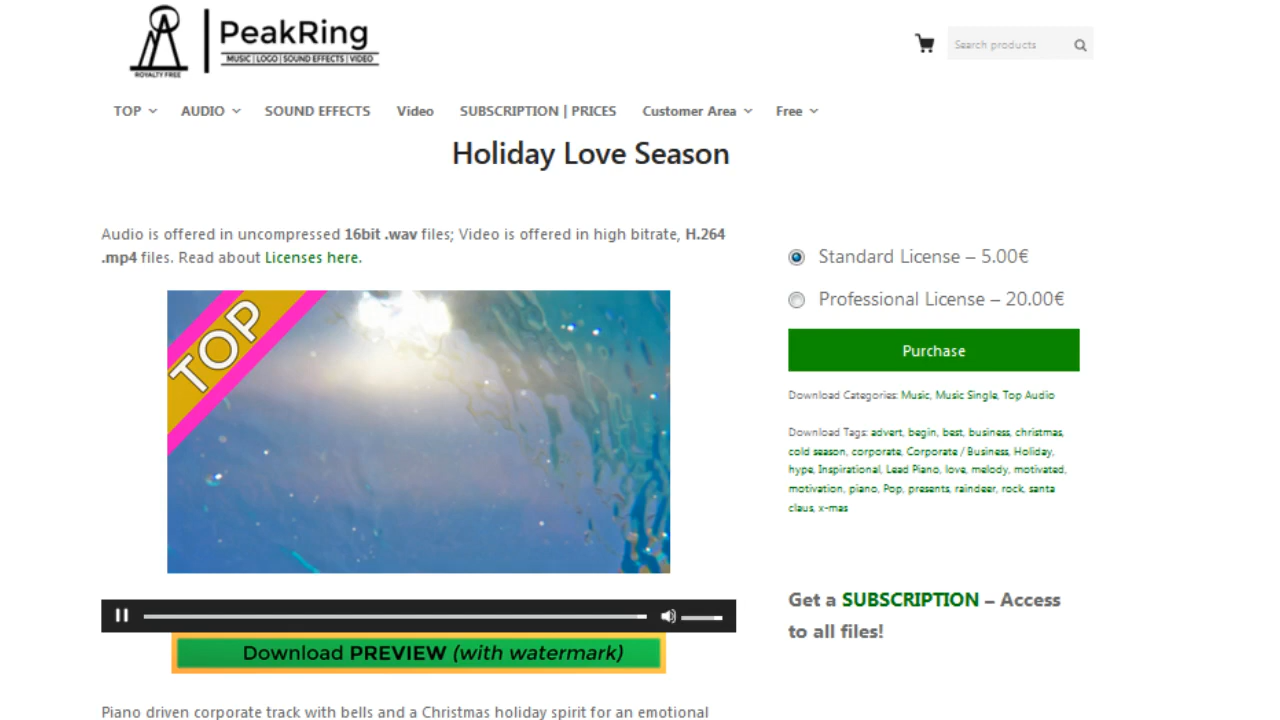 PeakRing
MUSIC | LOGO | SOUND EFFECTS | VIDEO
ROYALTY FREE
Search products
TOP AUDIO SOUND EFFECTS Video SUBSCRIPTION | PRICES Customer Area Free
Holiday Love Season
Audio is offered in uncompressed 16bit .wav files; Video is offered in high bitrate, H.264
.mp4 files. Read about Licenses here.
TOP
Download PREVIEW (with watermark)
Piano driven corporate track with bells and a Christmas holiday spirit for an emotional
Standard License – 5.00€
Professional License – 20.00€
Purchase
Download Categories: Music, Music Single, Top Audio
Download Tags: advert, begin, best, business, christmas,
cold season, corporate, Corporate / Business, Holiday,
hype, Inspirational, Lead Piano, love, melody, motivated,
motivation, piano, Pop, presents, raindeer, rock, santa
claus, x-mas
Get a SUBSCRIPTION – Access
to all files!